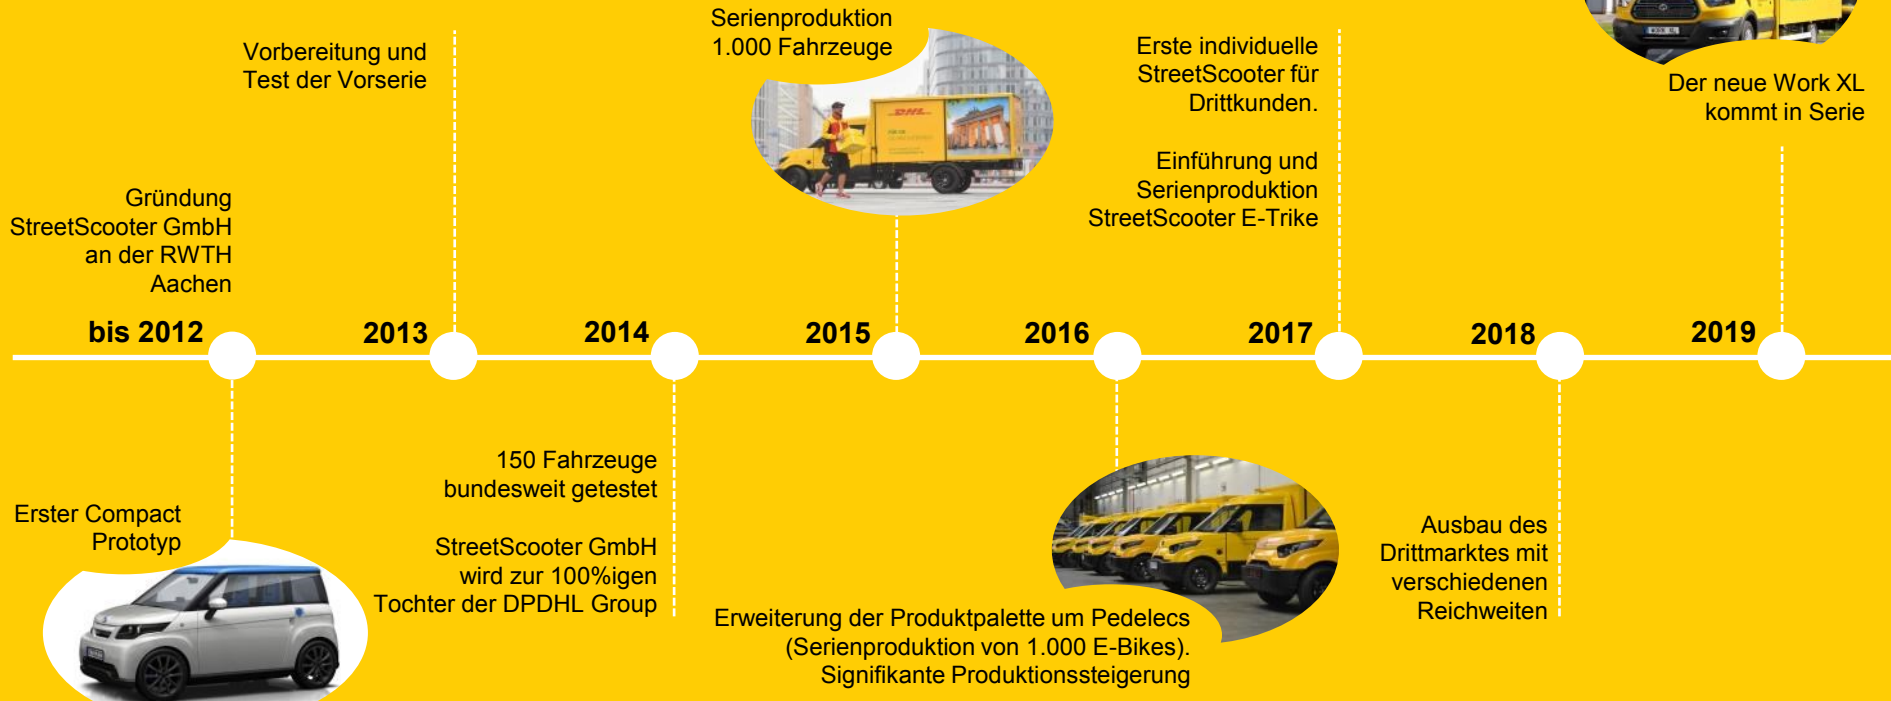 Gründung
StreetScooter GmbH
an der RWTH
Aachen
bis 2012
Erster Compact
Prototyp
Vorbereitung und
Test der Vorserie
2013
2014
150 Fahrzeuge
bundesweit getestet
StreetScooter GmbH
wird zur 100%igen
Tochter der DPDHL Group
Serienproduktion
1.000 Fahrzeuge
DHL
2015
2016
Erweiterung der Produktpalette um Pedelecs
(Serienproduktion von 1.000 E-Bikes).
Signifikante Produktionssteigerung
Erste individuelle
StreetScooter für
Drittkunden.
Einführung und
Serienproduktion
StreetScooter E-Trike
2017
2018
Ausbau des
Drittmarktes mit
verschiedenen
Reichweiten
Der neue Work XL
kommt in Serie
2019